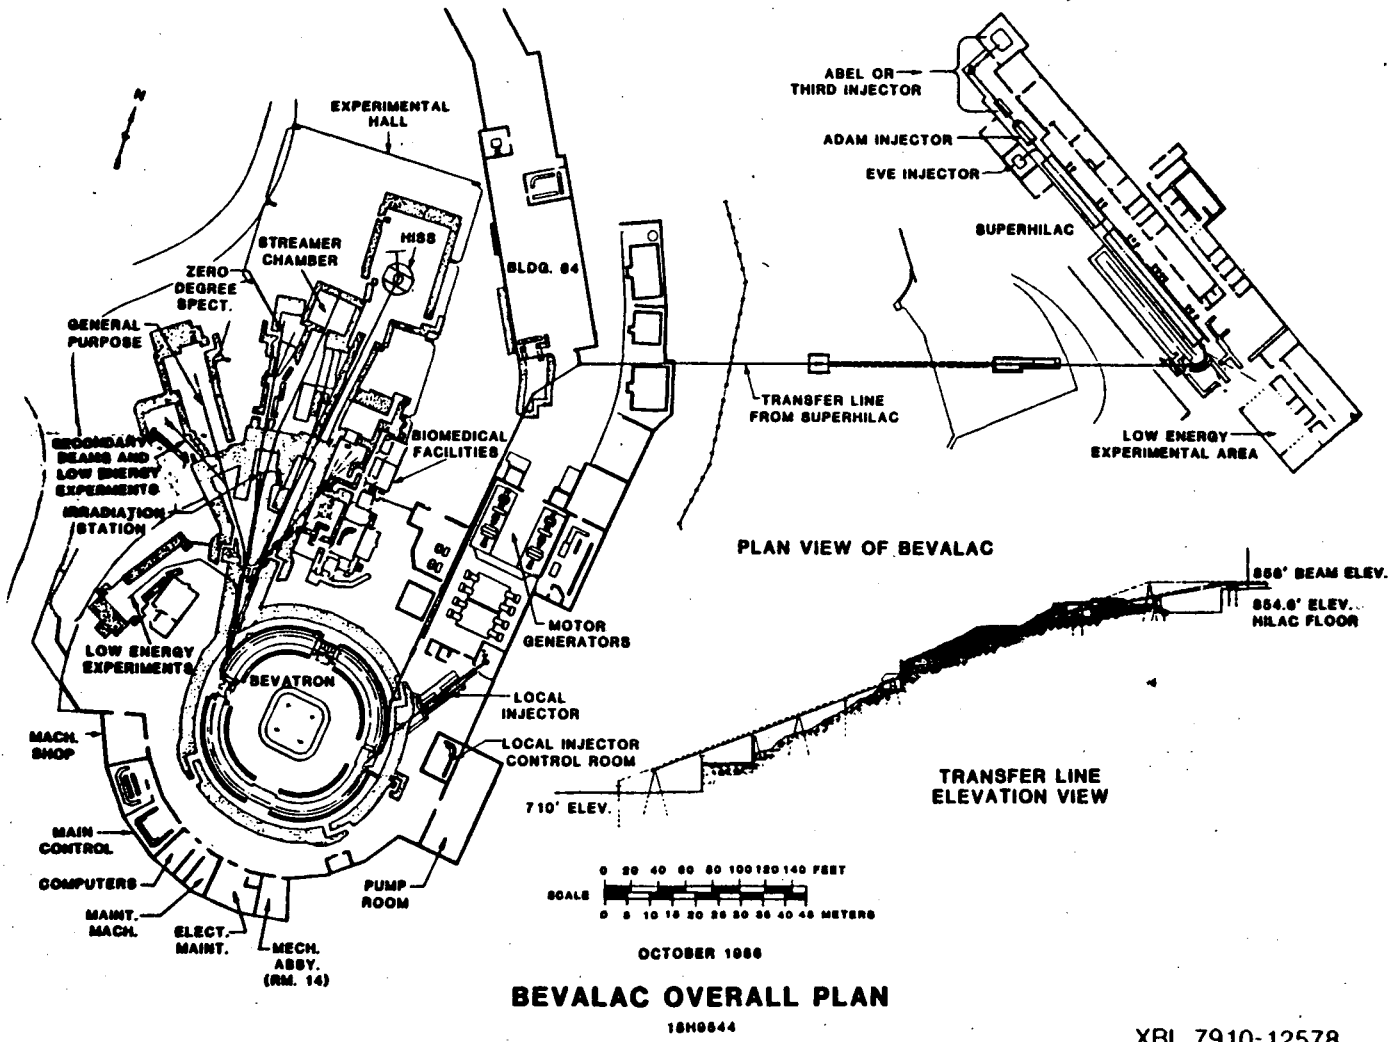 N
EXPERIMENTAL
HALL
STREAMER
CHAMBER
HISS
ZERO
DEGREE
SPECT.
GENERAL
PURPOSE
BLDG. 64
ABEL OR
THIRD INJECTOR
ADAM INJECTOR
EVE INJECTOR
SUPERHILAC
TRANSFER LINE
FROM SUPERHILAC
LOW ENERGY
EXPERIMENTAL AREA
BIOMEDICAL
FACILITIES
SECONDARY
BEAMS AND
LOW ENERGY
EXPERMENTS
IRRADIATION
STATION
LOW ENERGY
EXPERIMENTS
BEVATRON
MOTOR
GENERATORS
LOCAL
INJECTOR
LOCAL INJECTOR
CONTROL ROOM
MACH.
SHOP
MAIN
CONTROL
COMPUTERS
MAINT.
MACH.
ELECT.
MAINT.
MECH.
ABBY.
(RM. 14)
PUMP
ROOM
PLAN VIEW OF BEVALAC
856' BEAM ELEV.
854.6' ELEV.
HILAC FLOOR
710' ELEV.
TRANSFER LINE
ELEVATION VIEW
0 20 40 60 80 100 120 140 FEET
SCALE
0 5 10 15 20 25 30 35 40 45 METERS
OCTOBER 1986
BEVALAC OVERALL PLAN
XBL 7910-12578